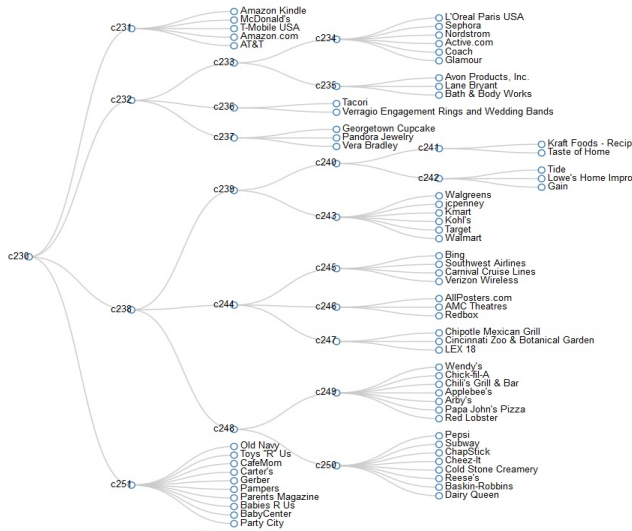 c230
c231
Amazon Kindle
McDonald's
T-Mobile USA
Amazon.com
AT&T
c232
c233
c234
L'Oreal Paris USA
Sephora
Nordstrom
Active.com
Coach
Glamour
c235
Avon Products, Inc.
Lane Bryant
Bath & Body Works
c236
Tacori
Verragio Engagement Rings and Wedding Bands
c237
Georgetown Cupcake
Pandora Jewelry
Vera Bradley
c238
c239
c240
c241
Kraft Foods - Recip
Taste of Home
c242
Tide
Lowe's Home Impro
Gain
c243
Walgreens
jcpenney
Kmart
Kohl's
Target
Walmart
c244
c245
Bing
Southwest Airlines
Carnival Cruise Lines
Verizon Wireless
c246
AllPosters.com
AMC Theatres
Redbox
c247
Chipotle Mexican Grill
Cincinnati Zoo & Botanical Garden
LEX 18
c248
c249
Wendy's
Chick-fil-A
Chili's Grill & Bar
Applebee's
Arby's
Papa John's Pizza
Red Lobster
c250
Pepsi
Subway
ChapStick
Cheez-It
Cold Stone Creamery
Reese's
Baskin-Robbins
Dairy Queen
c251
Old Navy
Toys "R" Us
CafeMom
Carter's
Gerber
Pampers
Parents Magazine
Babies R Us
BabyCenter
Party City